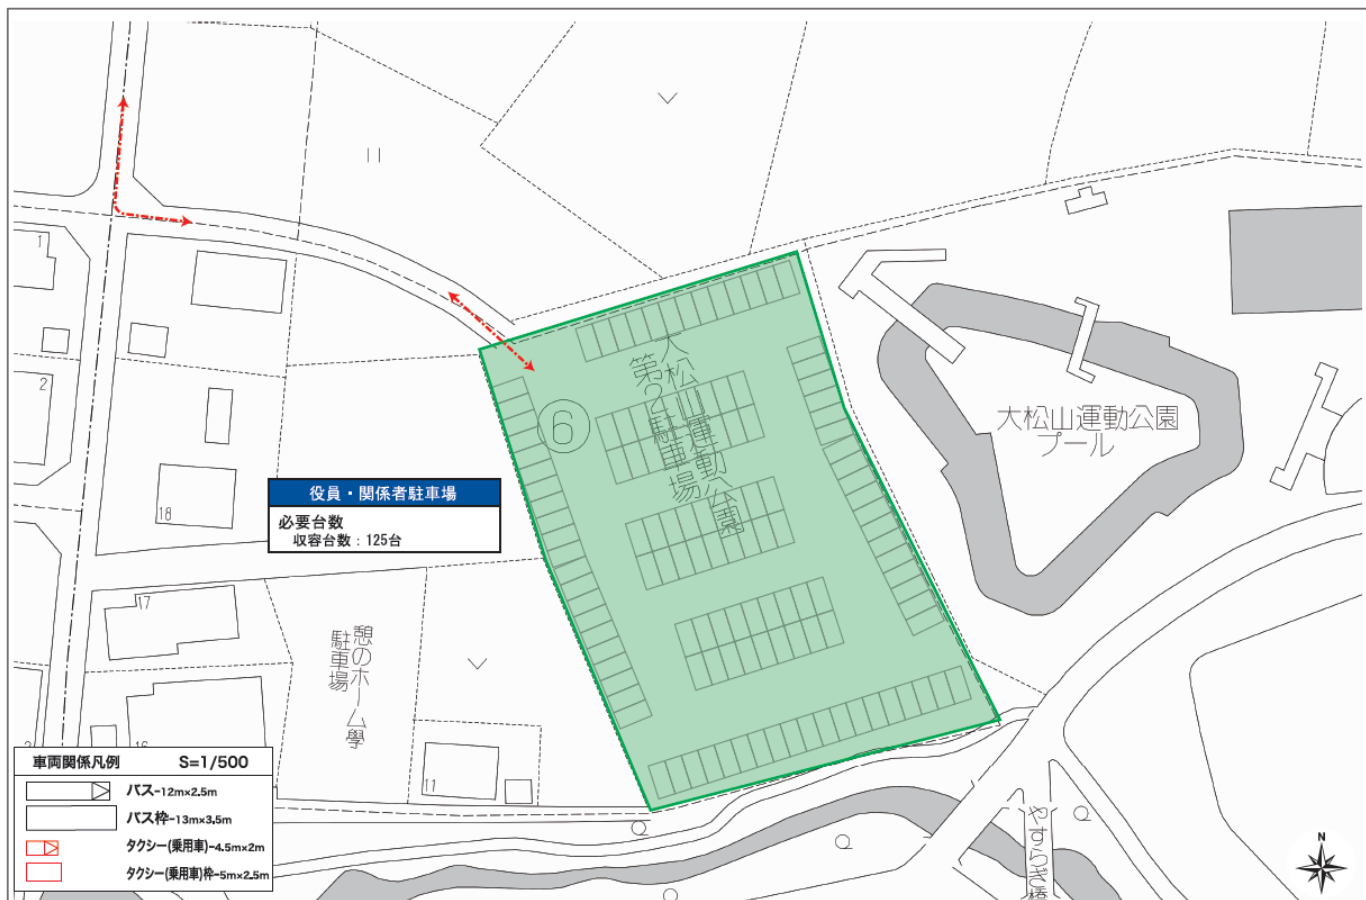 1
2
18
17
16
11
大松山運動公園
第2駐車場
⑥
大松山運動公園
プール
役員・関係者駐車場
必要台数
収容台数：125台
憩のホーム學
駐車場
やすらぎ橋
車両関係凡例 S=1/500
バス-12m×2.5m
バス枠-13m×3.5m
タクシー(乗用車)-4.5m×2m
タクシー(乗用車)枠-5m×2.5m
N